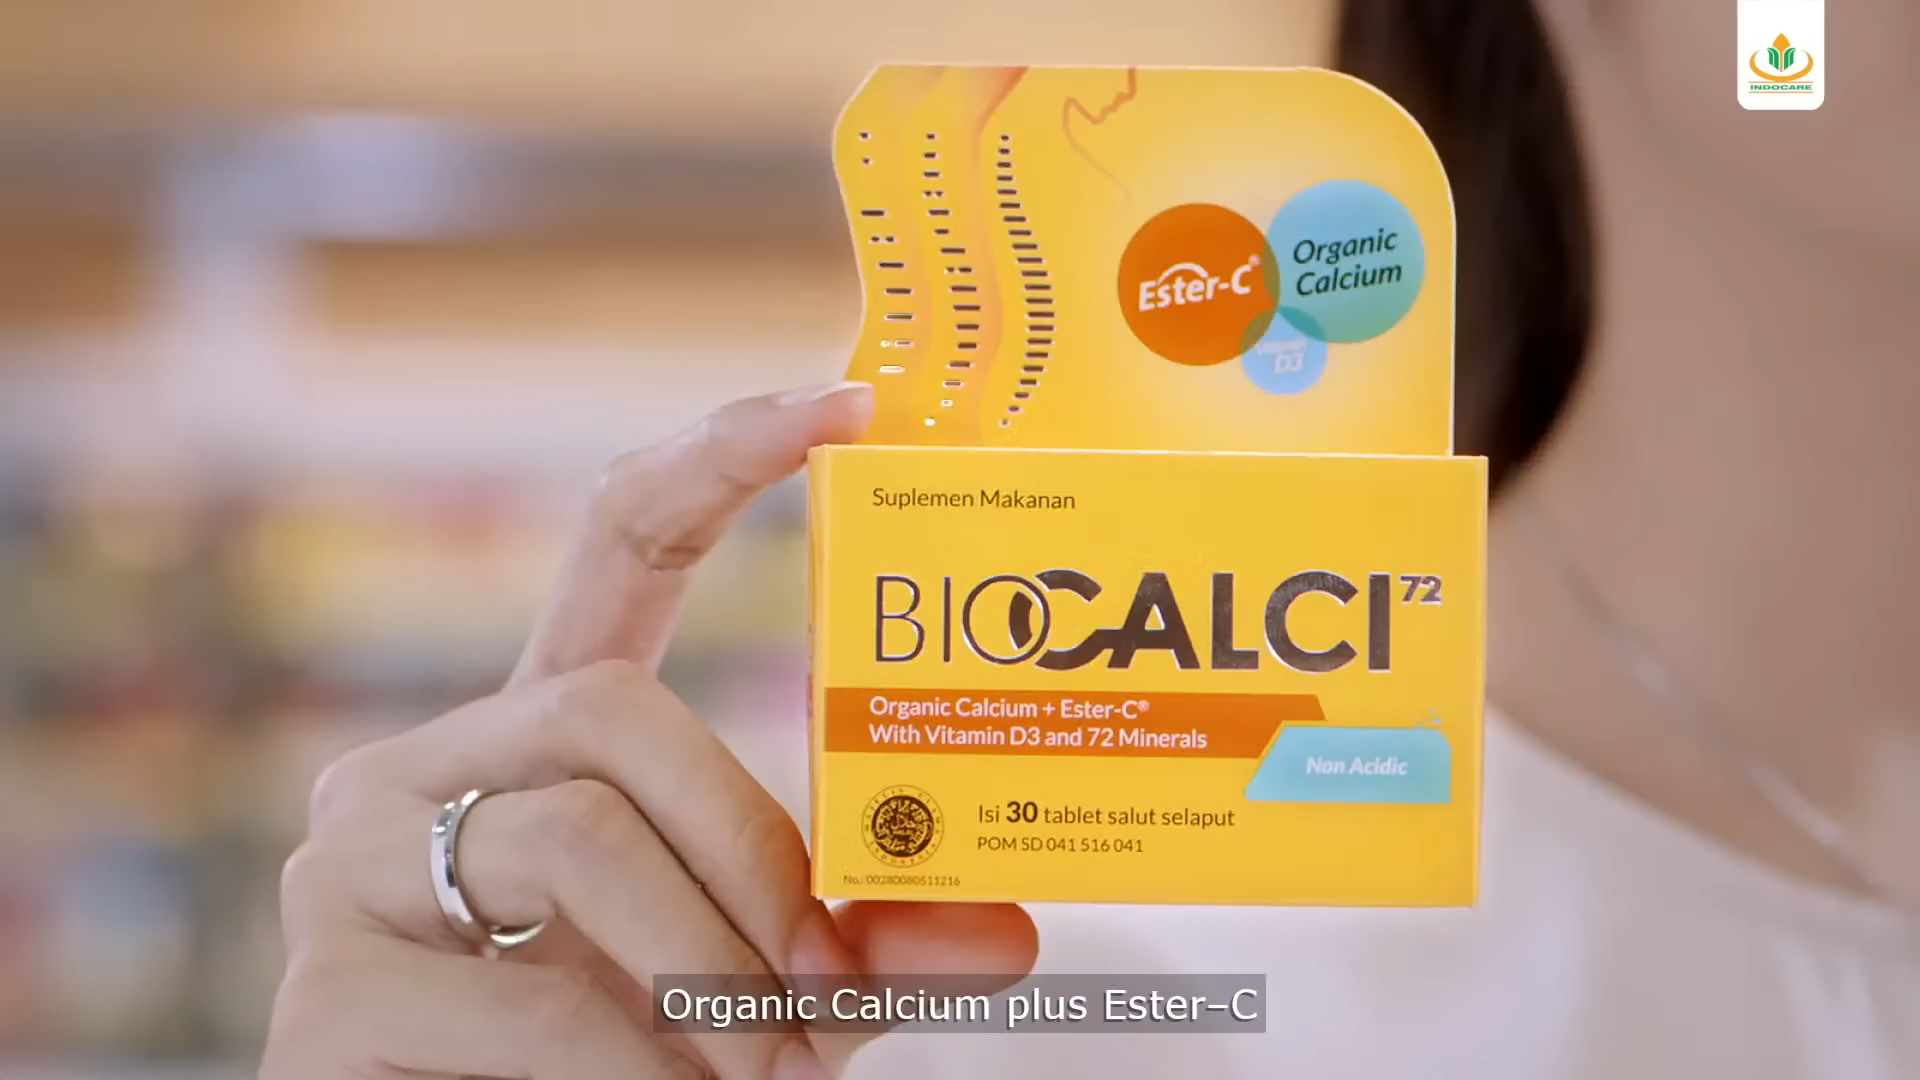 INDOCARE
Ester-C®
Organic
Calcium
D3
Suplemen Makanan
BIOCALCI72
Organic Calcium + Ester-C®
With Vitamin D3 and 72 Minerals
Non Acidic
Isi 30 tablet salut selaput
POM SD 041 516 041
No.: 00280080511216
Organic Calcium plus Ester–C